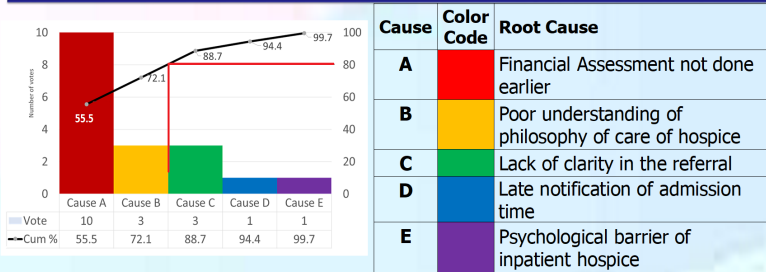 10
8
6
4
2
0
Number of votes
55.5
72.1
88.7
94.4
99.7
100
80
60
40
20
0
Cause A Cause B Cause C Cause D Cause E
Vote 10 3 3 1 1
Cum % 55.5 72.1 88.7 94.4 99.7
Cause Color Code Root Cause
A Financial Assessment not done
earlier
B Poor understanding of
philosophy of care of hospice
C Lack of clarity in the referral
D Late notification of admission
time
E Psychological barrier of
inpatient hospice